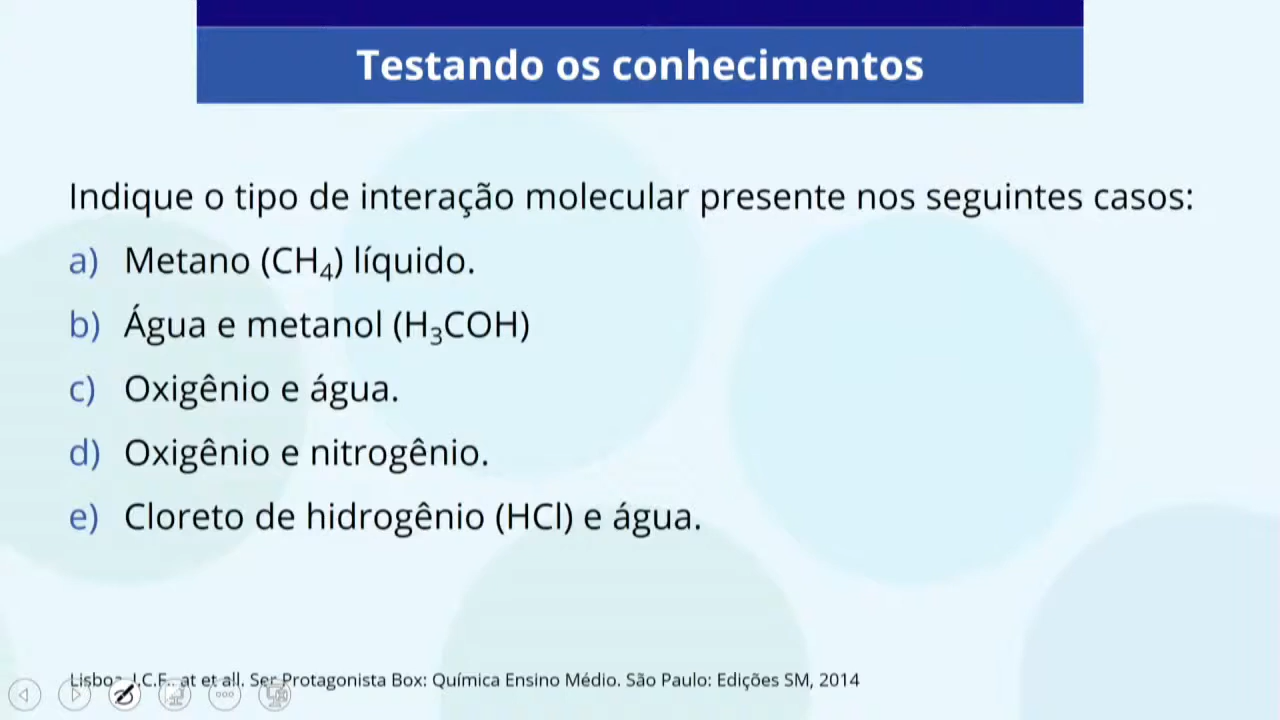 Testando os conhecimentos
Indique o tipo de interação molecular presente nos seguintes casos:
a) Metano (CH₄) líquido.
b) Água e metanol (H₃COH)
c) Oxigênio e água.
d) Oxigênio e nitrogênio.
e) Cloreto de hidrogênio (HCl) e água.
at et all. Ser Protagonista Box: Química Ensino Médio. São Paulo: Edições SM, 2014